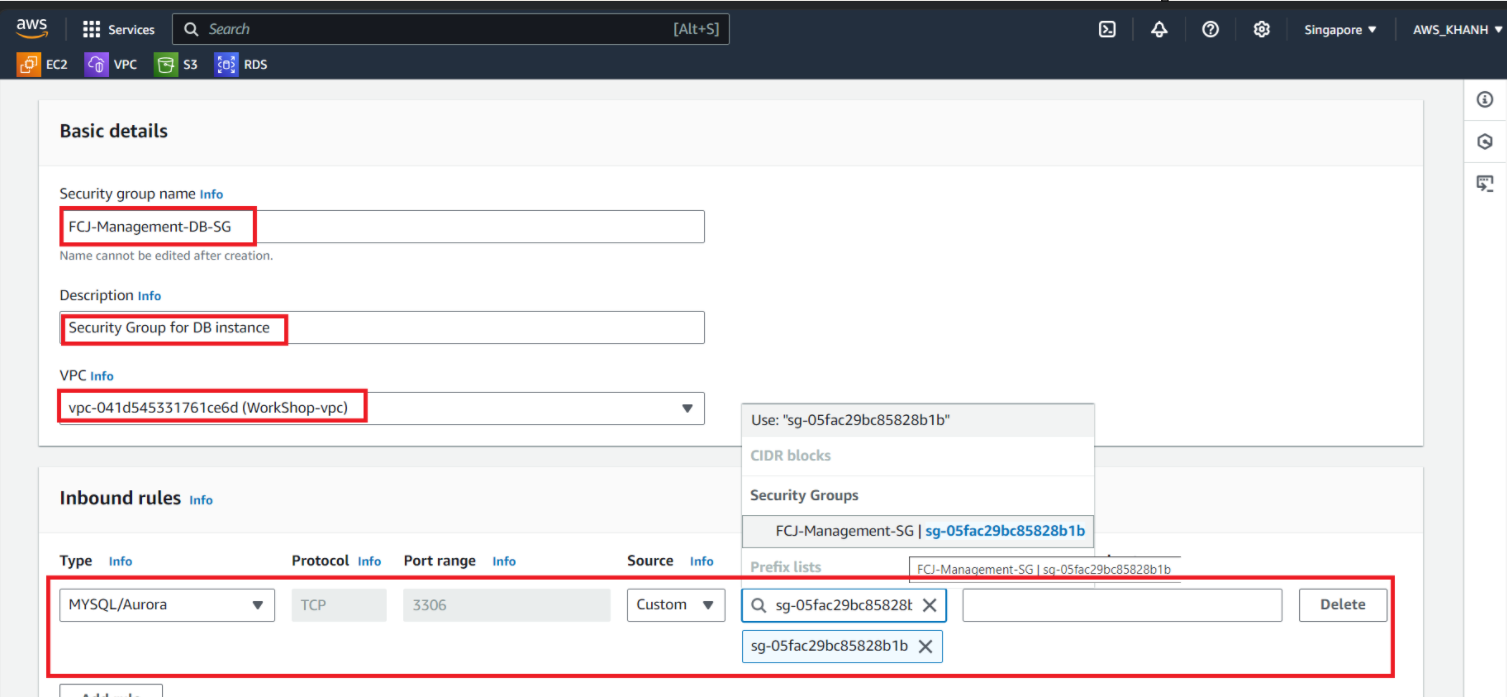 aws
Services
Search
[Alt+S]
Singapore
AWS_KHANH
EC2
VPC
S3
RDS
Basic details
Security group name Info
FCJ-Management-DB-SG
Name cannot be edited after creation.
Description Info
Security Group for DB instance
VPC Info
vpc-041d545331761ce6d (WorkShop-vpc)
Use: "sg-05fac29bc85828b1b"
CIDR blocks
Security Groups
FCJ-Management-SG | sg-05fac29bc85828b1b
Prefix lists
FCJ-Management-SG | sg-05fac29bc85828b1b
Inbound rules Info
Type Info
Protocol Info
Port range Info
Source Info
MYSQL/Aurora
TCP
3306
Custom
sg-05fac29bc85828b
Delete
sg-05fac29bc85828b1b
Add rule